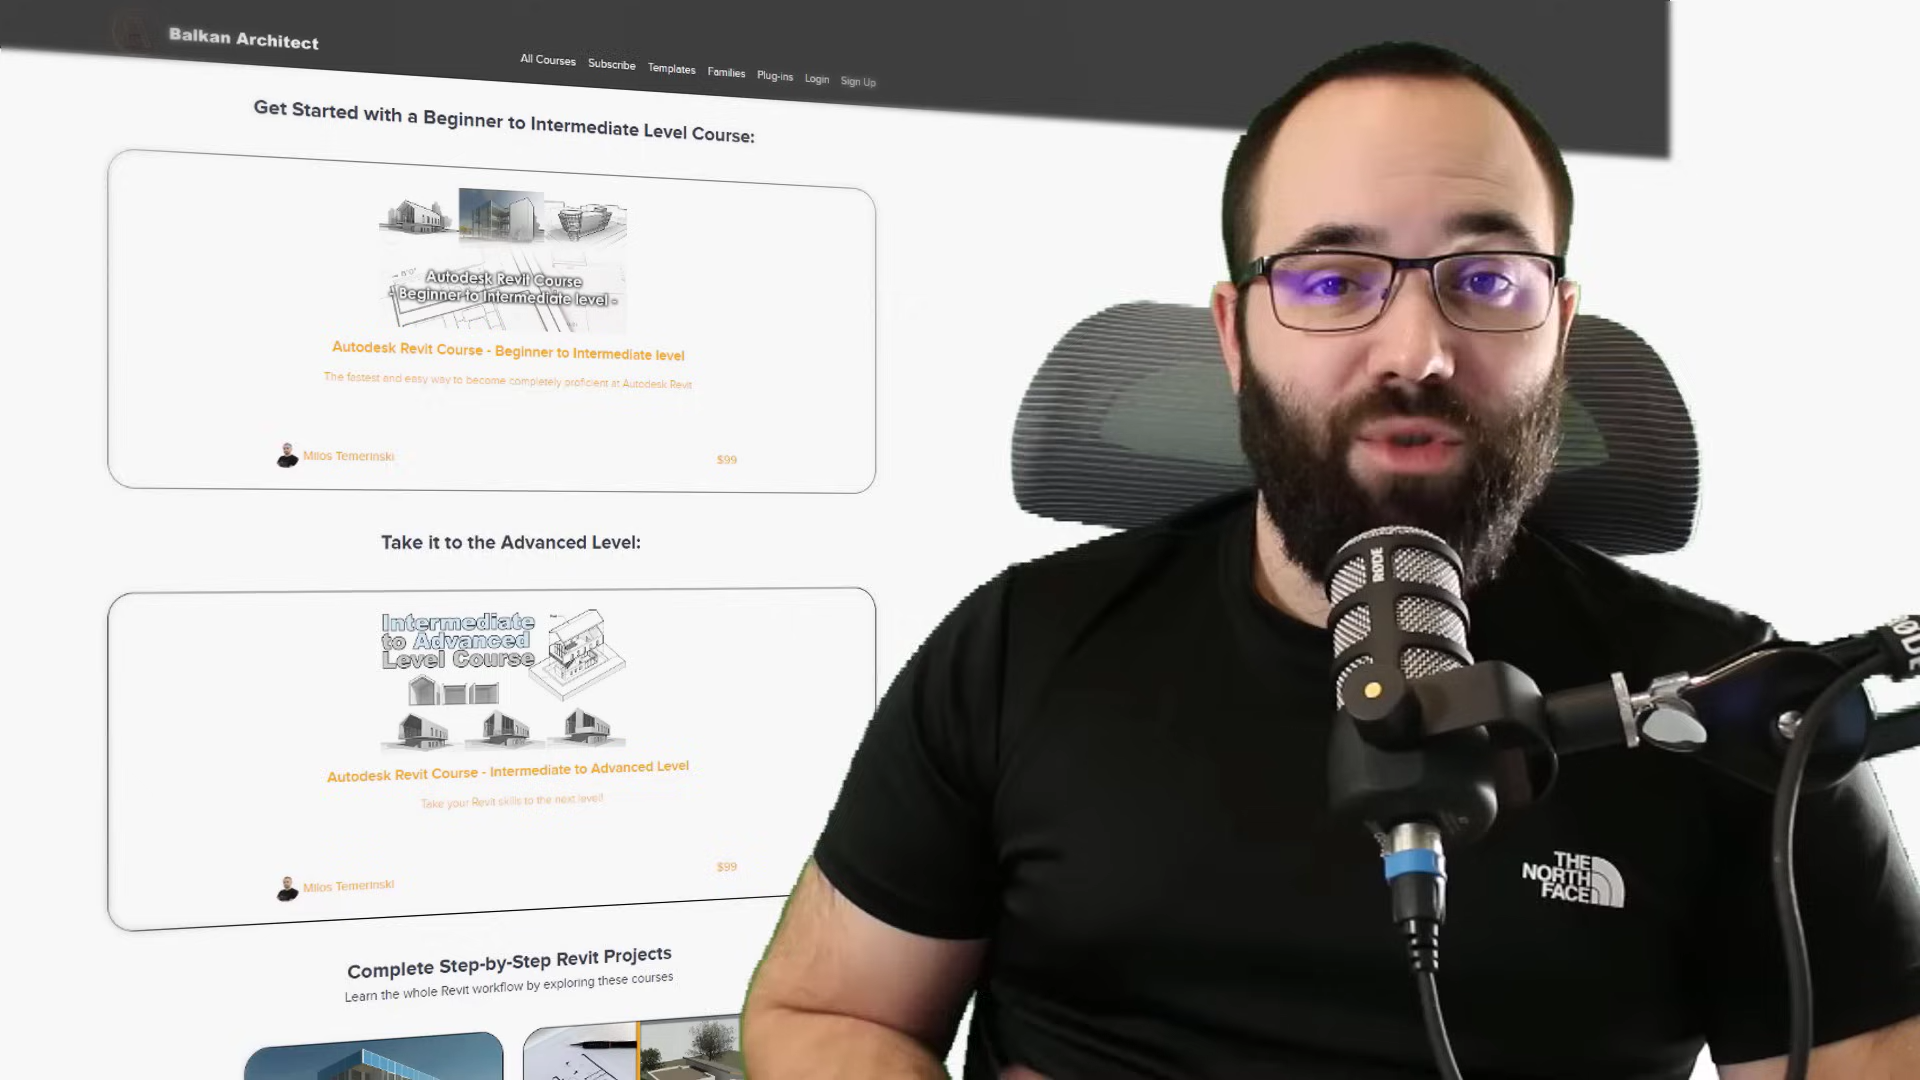 Balkan Architect
All Courses Subscribe Templates Families Plug-ins Login Sign Up
Get Started with a Beginner to Intermediate Level Course:
Autodesk Revit Course
- Beginner to Intermediate level -
Autodesk Revit Course - Beginner to Intermediate level
The fastest and easy way to become completely proficient at Autodesk Revit
Milos Temerinski
$99
Take it to the Advanced Level:
Intermediate
to Advanced
Level Course
Autodesk Revit Course - Intermediate to Advanced Level
Take your Revit skills to the next level!
Milos Temerinski
$99
Complete Step-by-Step Revit Projects
Learn the whole Revit workflow by exploring these courses
RØDE
RØDE
THE
NORTH
FACE